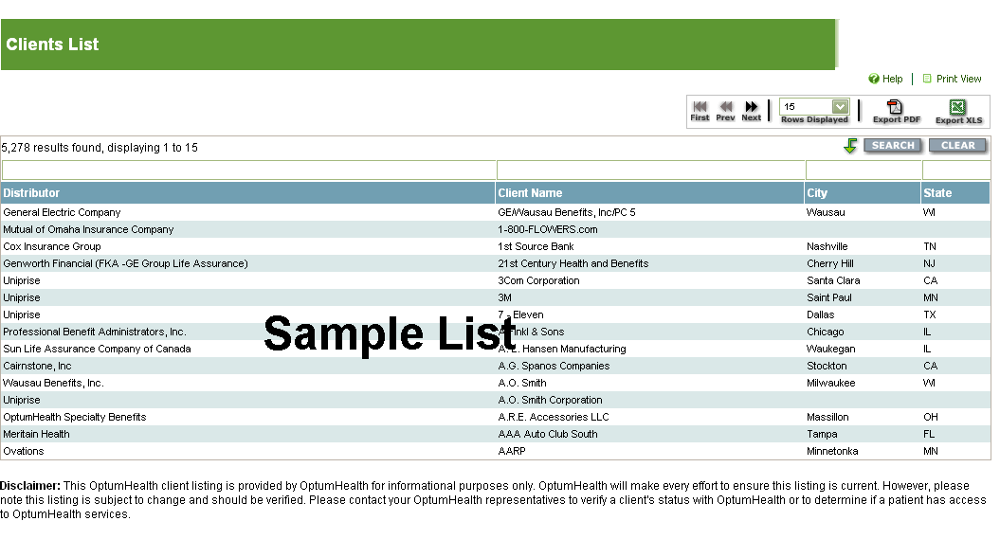 Clients List
Help | Print View
First Prev Next 15 Rows Displayed Export PDF Export XLS
5,278 results found, displaying 1 to 15 SEARCH CLEAR
Distributor Client Name City State
General Electric Company GE/Wausau Benefits, Inc/PC 5 Wausau WI
Mutual of Omaha Insurance Company 1-800-FLOWERS.com
Cox Insurance Group 1st Source Bank Nashville TN
Genworth Financial (FKA -GE Group Life Assurance) 21st Century Health and Benefits Cherry Hill NJ
Uniprise 3Com Corporation Santa Clara CA
Uniprise 3M Saint Paul MN
Uniprise 7 - Eleven Dallas TX
Sample List
Professional Benefit Administrators, Inc. & Sons Chicago IL
Sun Life Assurance Company of Canada Hansen Manufacturing Waukegan IL
Cairnstone, Inc A.G. Spanos Companies Stockton CA
Wausau Benefits, Inc. A.O. Smith Milwaukee WI
Uniprise A.O. Smith Corporation
OptumHealth Specialty Benefits A.R.E. Accessories LLC Massillon OH
Meritain Health AAA Auto Club South Tampa FL
Ovations AARP Minnetonka MN
Disclaimer: This OptumHealth client listing is provided by OptumHealth for informational purposes only. OptumHealth will make every effort to ensure this listing is current. However, please
note this listing is subject to change and should be verified. Please contact your OptumHealth representatives to verify a client's status with OptumHealth or to determine if a patient has access
to OptumHealth services.